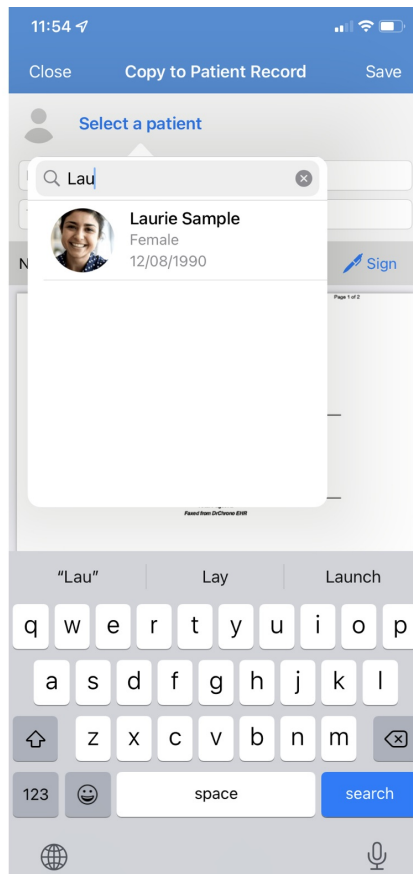 11:54
Close Copy to Patient Record Save
Select a patient
Lau
Laurie Sample
Female
12/08/1990
N Sign
Page 1 of 2
Faxed from DrChrono EHR
“Lau” Lay Launch
q w e r t y u i o p
a s d f g h j k l
z x c v b n m
123 space search